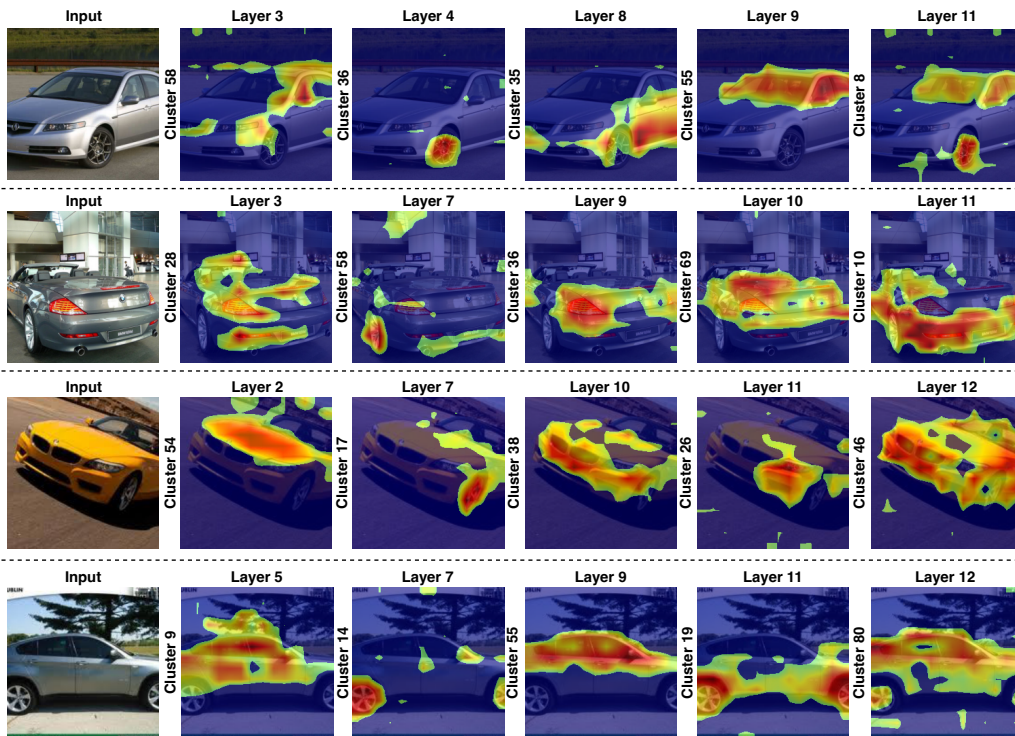 Input Layer 3 Layer 4 Layer 8 Layer 9 Layer 11
Cluster 58 Cluster 36 Cluster 35 Cluster 55 Cluster 8
Input Layer 3 Layer 7 Layer 9 Layer 10 Layer 11
Cluster 28 Cluster 58 Cluster 36 Cluster 69 Cluster 10
Input Layer 2 Layer 7 Layer 10 Layer 11 Layer 12
Cluster 54 Cluster 17 Cluster 38 Cluster 26 Cluster 46
Input Layer 5 Layer 7 Layer 9 Layer 11 Layer 12
Cluster 9 Cluster 14 Cluster 55 Cluster 19 Cluster 80